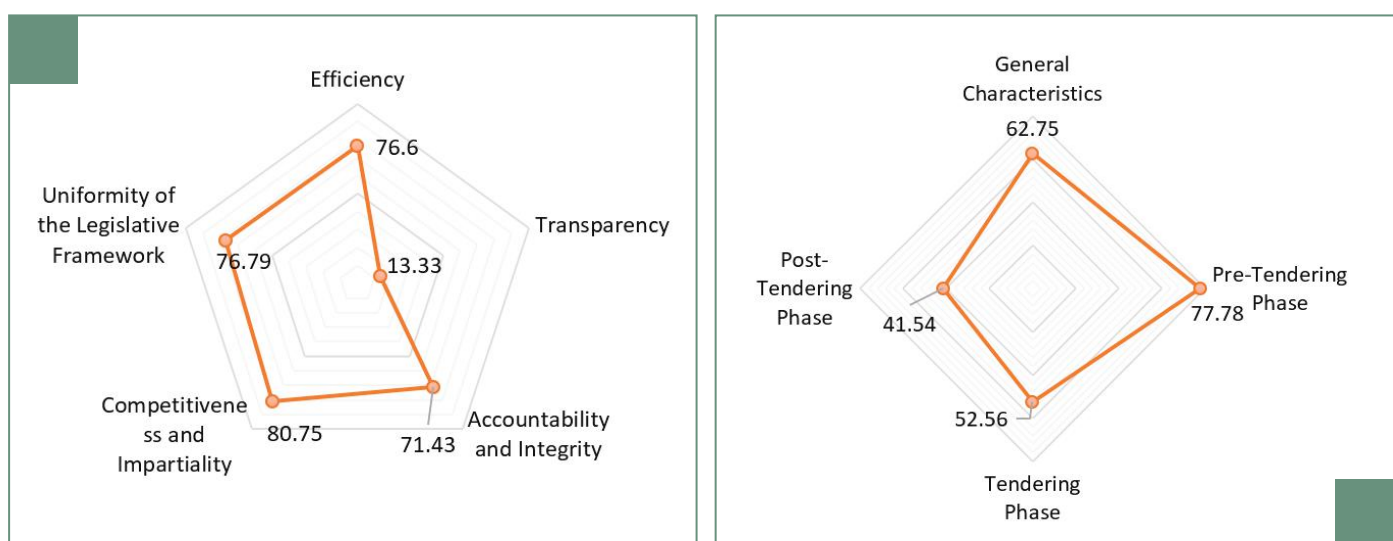 Efficiency
76.6
Transparency
13.33
Uniformity of
the Legislative
Framework
76.79
Competitivene
ss and
Impartiality
80.75
71.43
Accountability
and Integrity
General
Characteristics
62.75
Post-
Tendering
Phase
41.54
Pre-Tendering
Phase
77.78
52.56
Tendering
Phase